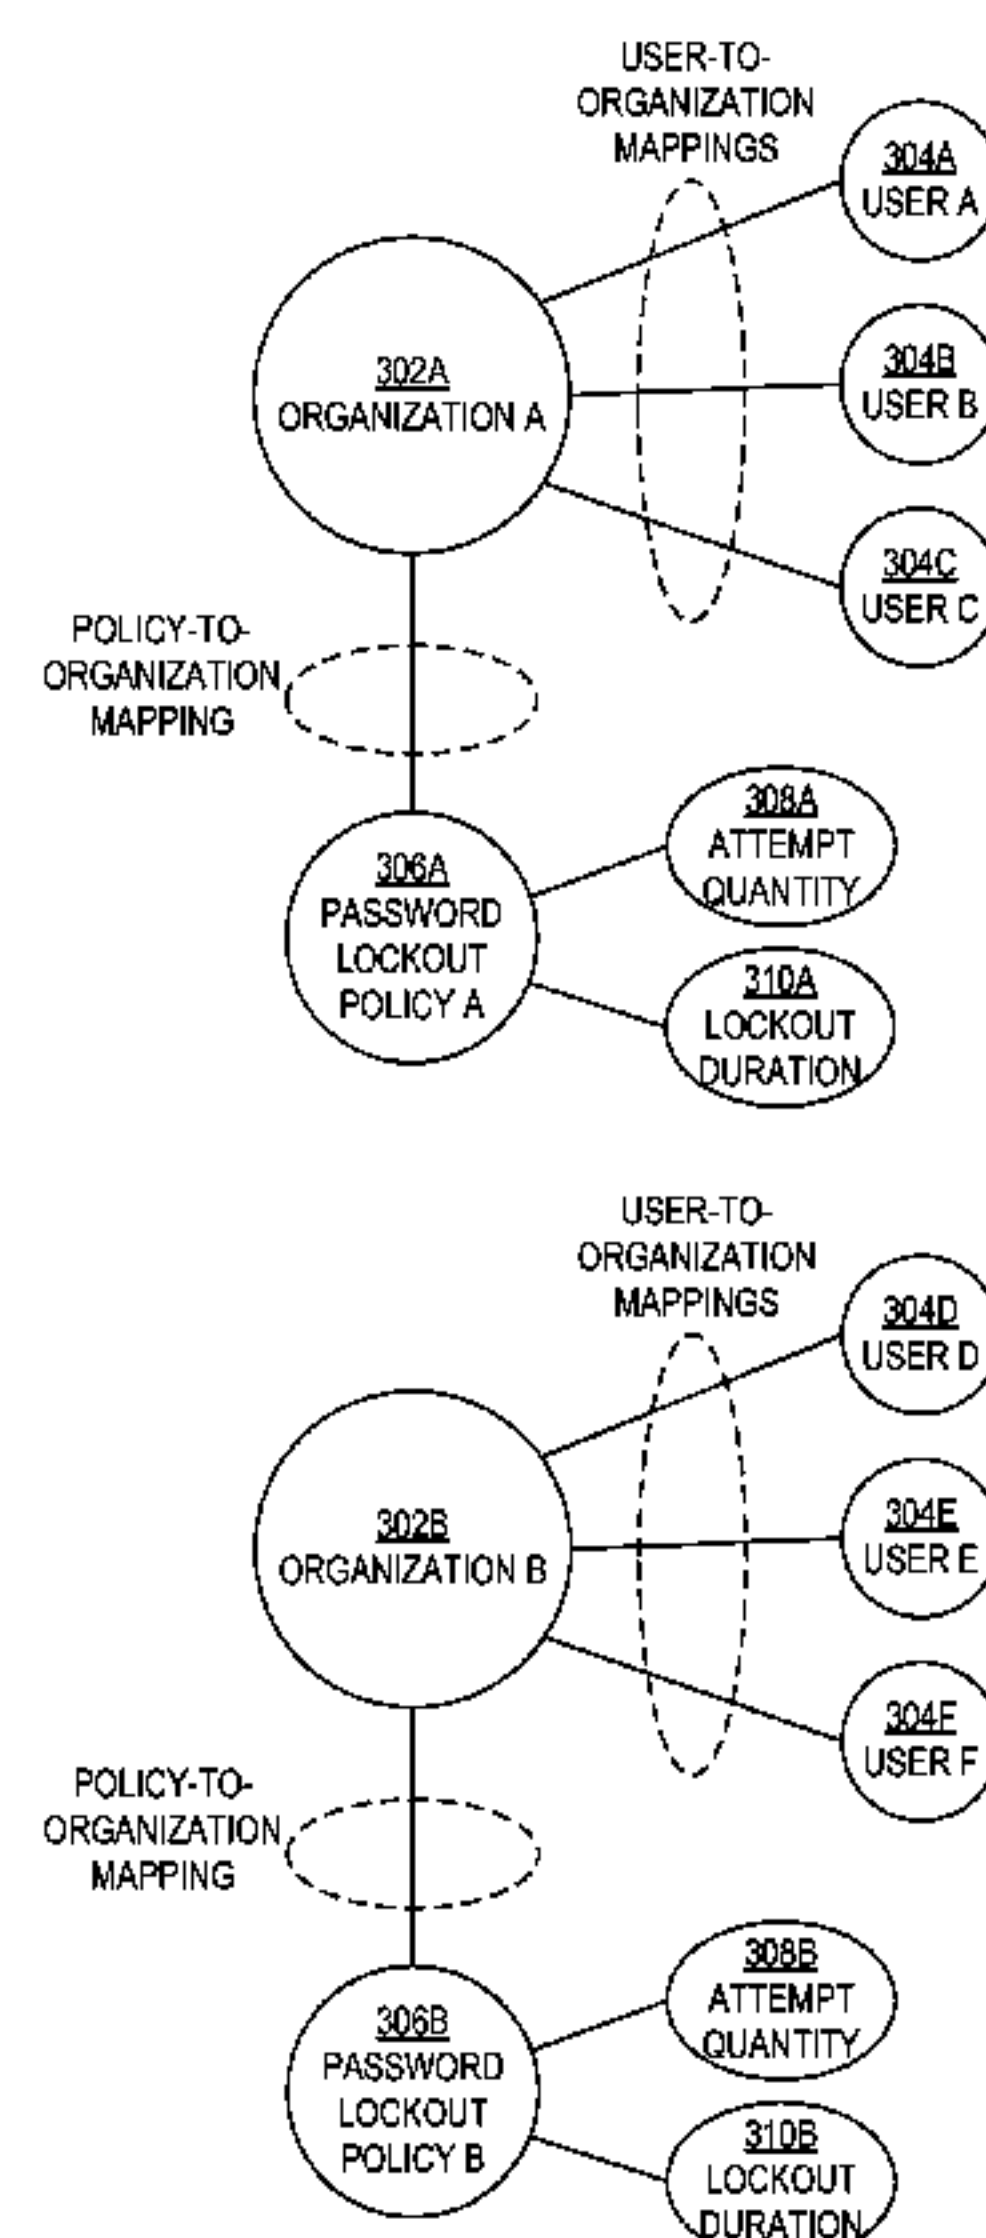 USER-TO-
ORGANIZATION
MAPPINGS
304A
USER A
304B
USER B
302A
ORGANIZATION A
304C
USER C
POLICY-TO-
ORGANIZATION
MAPPING
308A
ATTEMPT
QUANTITY
306A
PASSWORD
LOCKOUT
POLICY A
310A
LOCKOUT
DURATION
USER-TO-
ORGANIZATION
MAPPINGS
304D
USER D
304E
USER E
302B
ORGANIZATION B
304F
USER F
POLICY-TO-
ORGANIZATION
MAPPING
308B
ATTEMPT
QUANTITY
306B
PASSWORD
LOCKOUT
POLICY B
310B
LOCKOUT
DURATION